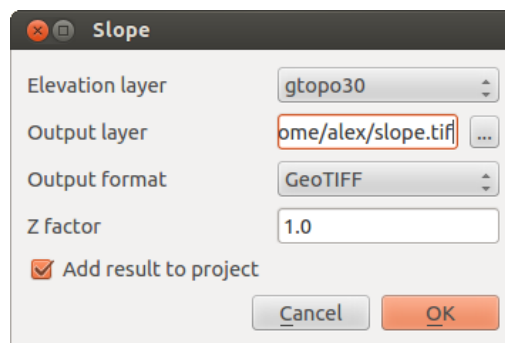 Slope
Elevation layer gtopo30
Output layer ome/alex/slope.tif ...
Output format GeoTIFF
Z factor 1.0
Add result to project
Cancel OK